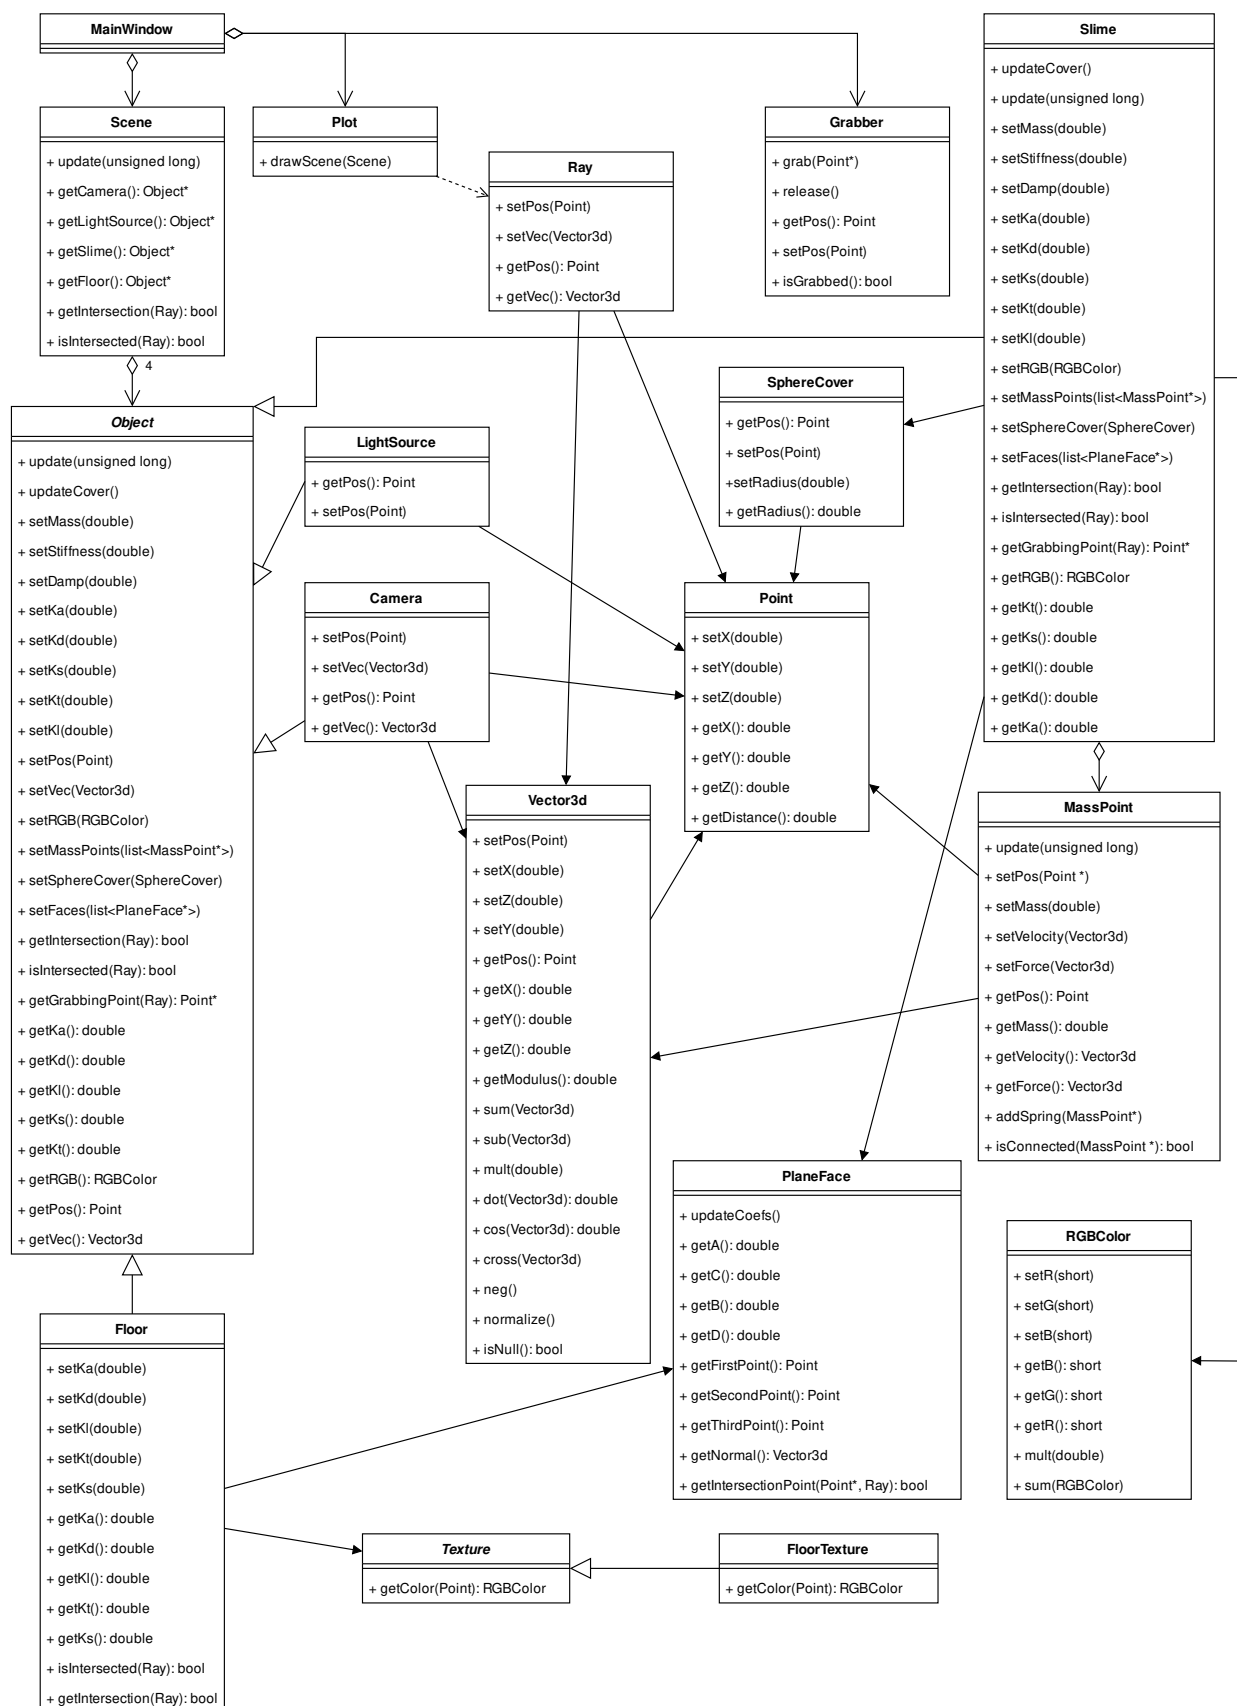 MainWindow
Scene
+ update(unsigned long)
+ getCamera(): Object*
+ getLightSource(): Object*
+ getSlime(): Object*
+ getFloor(): Object*
+ getIntersection(Ray): bool
+ isIntersected(Ray): bool
4
Plot
+ drawScene(Scene)
Ray
+ setPos(Point)
+ setVec(Vector3d)
+ getPos(): Point
+ getVec(): Vector3d
Grabber
+ grab(Point*)
+ release()
+ getPos(): Point
+ setPos(Point)
+ isGrabbed(): bool
Slime
+ updateCover()
+ update(unsigned long)
+ setMass(double)
+ setStiffness(double)
+ setDamp(double)
+ setKa(double)
+ setKd(double)
+ setKs(double)
+ setKt(double)
+ setKl(double)
+ setRGB(RGBColor)
+ setMassPoints(list<MassPoint*>)
+ setSphereCover(SphereCover)
+ setFaces(list<PlaneFace*>)
+ getIntersection(Ray): bool
+ isIntersected(Ray): bool
+ getGrabbingPoint(Ray): Point*
+ getRGB(): RGBColor
+ getKt(): double
+ getKs(): double
+ getKl(): double
+ getKd(): double
+ getKa(): double
Object
+ update(unsigned long)
+ updateCover()
+ setMass(double)
+ setStiffness(double)
+ setDamp(double)
+ setKa(double)
+ setKd(double)
+ setKs(double)
+ setKt(double)
+ setKl(double)
+ setPos(Point)
+ setVec(Vector3d)
+ setRGB(RGBColor)
+ setMassPoints(list<MassPoint*>)
+ setSphereCover(SphereCover)
+ setFaces(list<PlaneFace*>)
+ getIntersection(Ray): bool
+ isIntersected(Ray): bool
+ getGrabbingPoint(Ray): Point*
+ getKa(): double
+ getKd(): double
+ getKl(): double
+ getKs(): double
+ getKt(): double
+ getRGB(): RGBColor
+ getPos(): Point
+ getVec(): Vector3d
LightSource
+ getPos(): Point
+ setPos(Point)
SphereCover
+ getPos(): Point
+ setPos(Point)
+setRadius(double)
+ getRadius(): double
Camera
+ setPos(Point)
+ setVec(Vector3d)
+ getPos(): Point
+ getVec(): Vector3d
Point
+ setX(double)
+ setY(double)
+ setZ(double)
+ getX(): double
+ getY(): double
+ getZ(): double
+ getDistance(): double
Vector3d
+ setPos(Point)
+ setX(double)
+ setZ(double)
+ setY(double)
+ getPos(): Point
+ getX(): double
+ getY(): double
+ getZ(): double
+ getModulus(): double
+ sum(Vector3d)
+ sub(Vector3d)
+ mult(double)
+ dot(Vector3d): double
+ cos(Vector3d): double
+ cross(Vector3d)
+ neg()
+ normalize()
+ isNull(): bool
MassPoint
+ update(unsigned long)
+ setPos(Point *)
+ setMass(double)
+ setVelocity(Vector3d)
+ setForce(Vector3d)
+ getPos(): Point
+ getMass(): double
+ getVelocity(): Vector3d
+ getForce(): Vector3d
+ addSpring(MassPoint*)
+ isConnected(MassPoint *): bool
PlaneFace
+ updateCoefs()
+ getA(): double
+ getC(): double
+ getB(): double
+ getD(): double
+ getFirstPoint(): Point
+ getSecondPoint(): Point
+ getThirdPoint(): Point
+ getNormal(): Vector3d
+ getIntersectionPoint(Point*, Ray): bool
RGBColor
+ setR(short)
+ setG(short)
+ setB(short)
+ getB(): short
+ getG(): short
+ getR(): short
+ mult(double)
+ sum(RGBColor)
Floor
+ setKa(double)
+ setKd(double)
+ setKl(double)
+ setKt(double)
+ setKs(double)
+ getKa(): double
+ getKd(): double
+ getKl(): double
+ getKt(): double
+ getKs(): double
+ isIntersected(Ray): bool
+ getIntersection(Ray): bool
Texture
+ getColor(Point): RGBColor
FloorTexture
+ getColor(Point): RGBColor